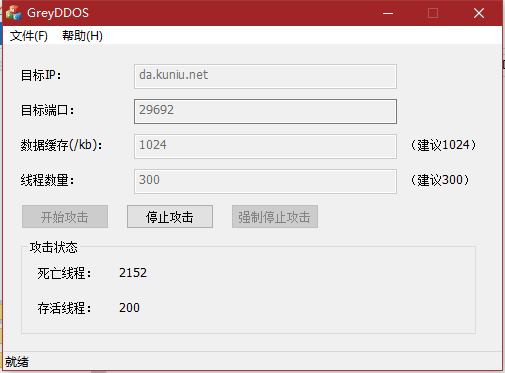 GreyDDOS
文件(F) 帮助(H)
目标IP: da.kuniu.net
目标端口: 29692
数据缓存(/kb): 1024 （建议1024）
线程数量: 300 （建议300）
开始攻击 停止攻击 强制停止攻击
攻击状态
死亡线程: 2152
存活线程: 200
就绪